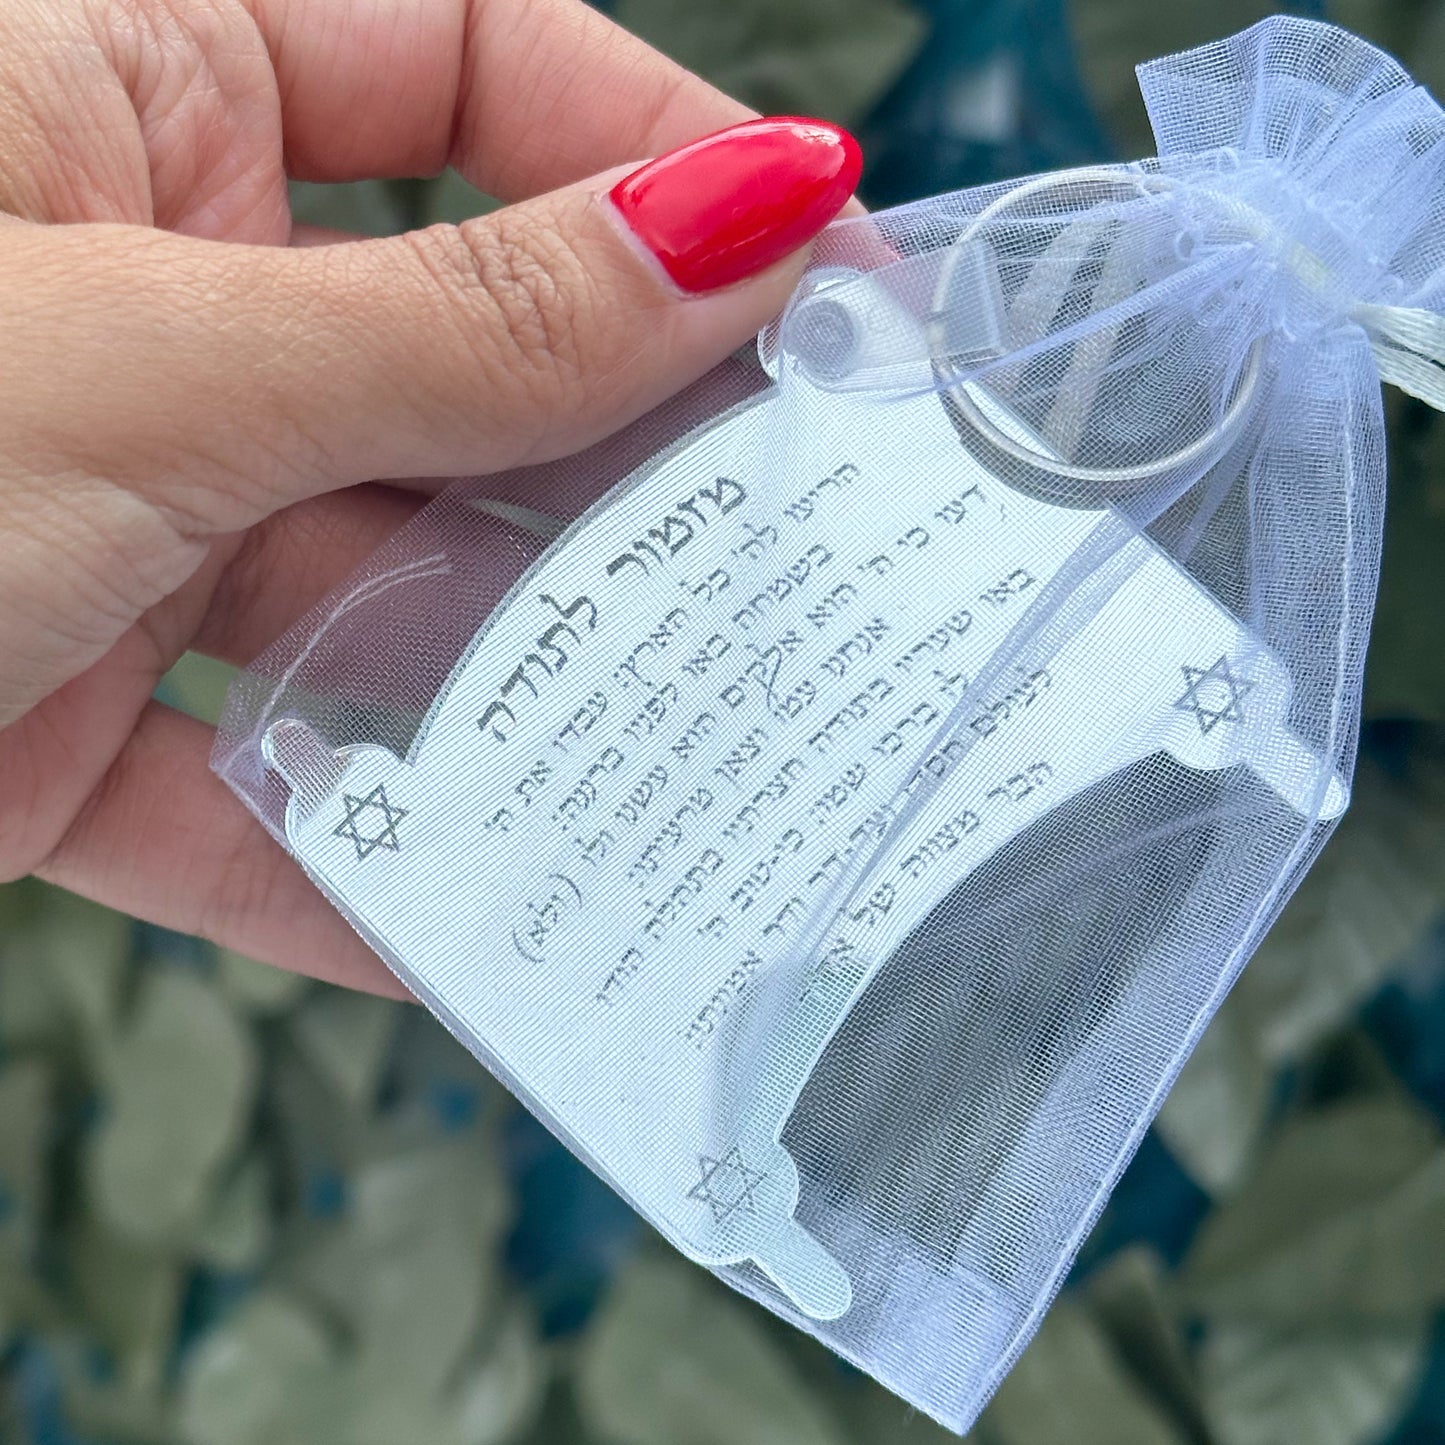 מזמור לתודה
הריעו לה' כל הארץ: עבדו את ה'
בשמחה באו לפניו ברננה:
דעו כי ה' הוא אלקים הוא עשנו ולו (ולא)
אנחנו עמו וצאן מרעיתו:
באו שעריו בתודה חצרתיו בתהלה הודו
לו ברכו שמו: כי-טוב ה'
לעולם חסדו ועד-דר ודר אמונתו:
הבר מצווה של